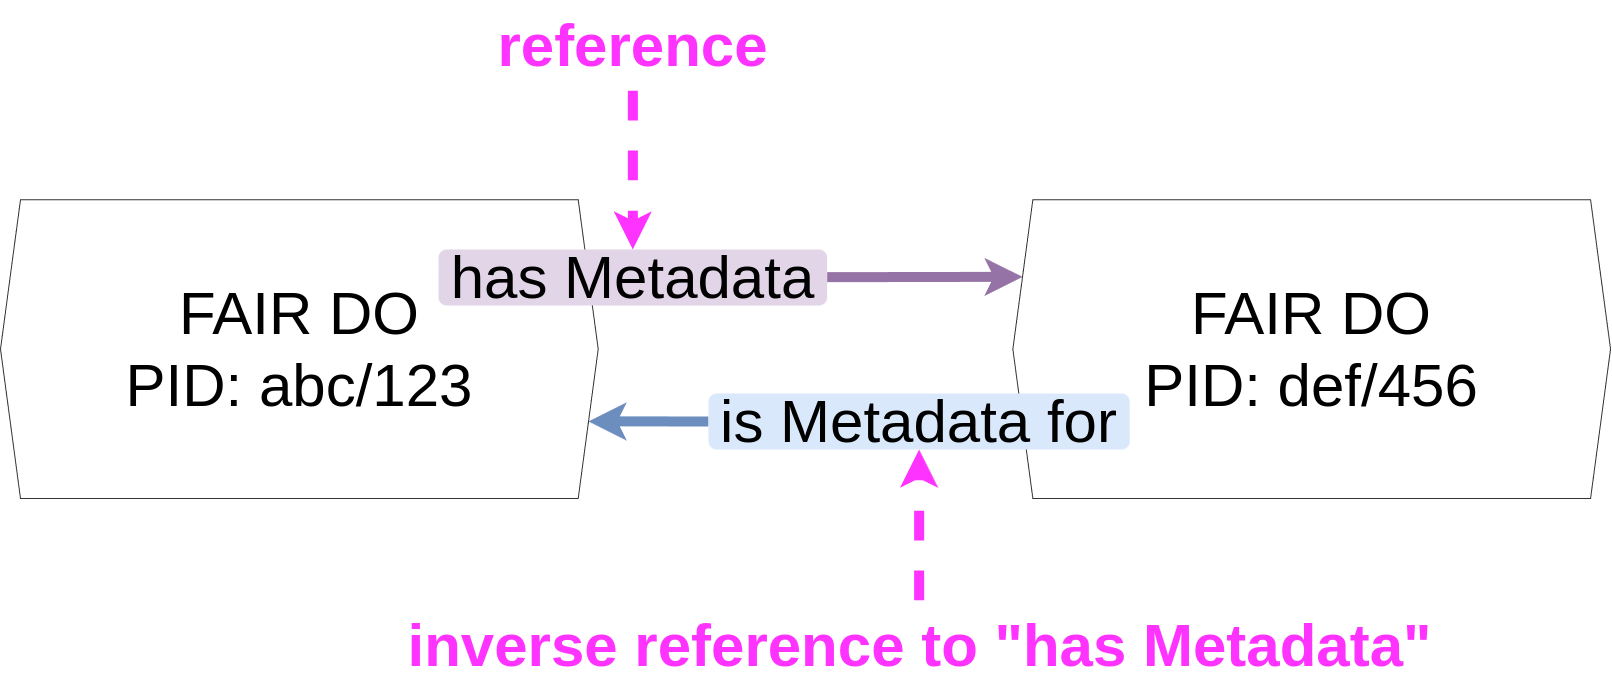 reference
has Metadata
FAIR DO
PID: abc/123
FAIR DO
PID: def/456
is Metadata for
inverse reference to "has Metadata"